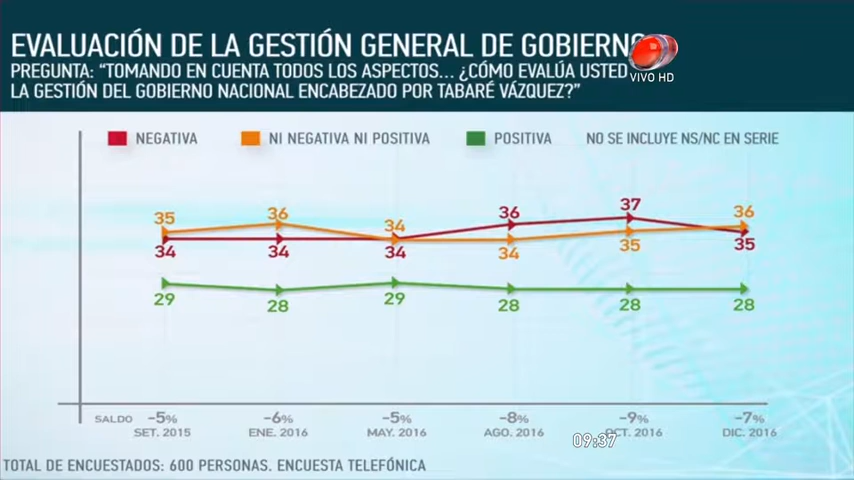 EVALUACIÓN DE LA GESTIÓN GENERAL DE GOBIERNO
PREGUNTA: “TOMANDO EN CUENTA TODOS LOS ASPECTOS... ¿CÓMO EVALÚA USTED
LA GESTIÓN DEL GOBIERNO NACIONAL ENCABEZADO POR TABARÉ VÁZQUEZ?”
VIVO HD
NEGATIVA NI NEGATIVA NI POSITIVA POSITIVA NO SE INCLUYE NS/NC EN SERIE
35 36 34 36 37 36
34 34 34 34 35 35
29 28 29 28 28 28
SALDO –5% –6% –5% –8% –9% –7%
SET. 2015 ENE. 2016 MAY. 2016 AGO. 2016 OCT. 2016 DIC. 2016
09:37
TOTAL DE ENCUESTADOS: 600 PERSONAS. ENCUESTA TELEFÓNICA